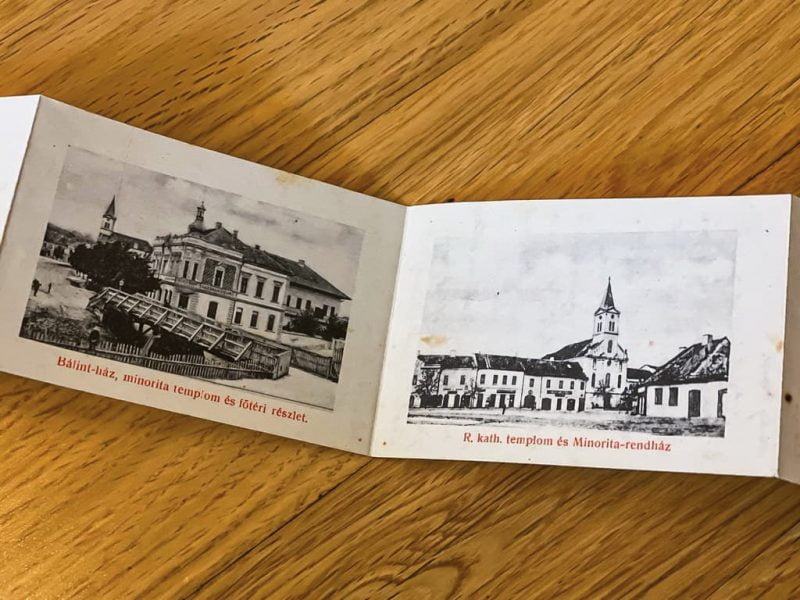 Bálint-ház, minorita templom és főtéri részlet.
R. kath. templom és Minorita-rendház